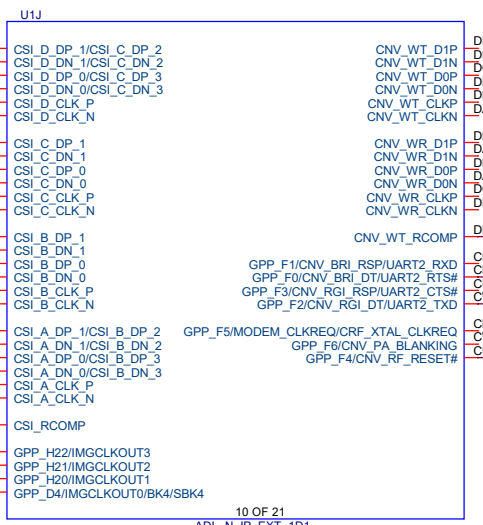 U1J
CSI_D_DP_1/CSI_C_DP_2
CSI_D_DN_1/CSI_C_DN_2
CSI_D_DP_0/CSI_C_DP_3
CSI_D_DN_0/CSI_C_DN_3
CSI_D_CLK_P
CSI_D_CLK_N
CSI_C_DP_1
CSI_C_DN_1
CSI_C_DP_0
CSI_C_DN_0
CSI_C_CLK_P
CSI_C_CLK_N
CSI_B_DP_1
CSI_B_DN_1
CSI_B_DP_0
CSI_B_DN_0
CSI_B_CLK_P
CSI_B_CLK_N
CSI_A_DP_1/CSI_B_DP_2
CSI_A_DN_1/CSI_B_DN_2
CSI_A_DP_0/CSI_B_DP_3
CSI_A_DN_0/CSI_B_DN_3
CSI_A_CLK_P
CSI_A_CLK_N
CSI_RCOMP
GPP_H22/IMGCLKOUT3
GPP_H21/IMGCLKOUT2
GPP_H20/IMGCLKOUT1
GPP_D4/IMGCLKOUT0/BK4/SBK4
CNV_WT_D1P
CNV_WT_D1N
CNV_WT_D0P
CNV_WT_D0N
CNV_WT_CLKP
CNV_WT_CLKN
CNV_WR_D1P
CNV_WR_D1N
CNV_WR_D0P
CNV_WR_D0N
CNV_WR_CLKP
CNV_WR_CLKN
CNV_WT_RCOMP
GPP_F1/CNV_BRI_RSP/UART2_RXD
GPP_F0/CNV_BRI_DT/UART2_RTS#
GPP_F3/CNV_RGI_RSP/UART2_CTS#
GPP_F2/CNV_RGI_DT/UART2_TXD
GPP_F5/MODEM_CLKREQ/CRF_XTAL_CLKREQ
GPP_F6/CNV_PA_BLANKING
GPP_F4/CNV_RF_RESET#
10 OF 21